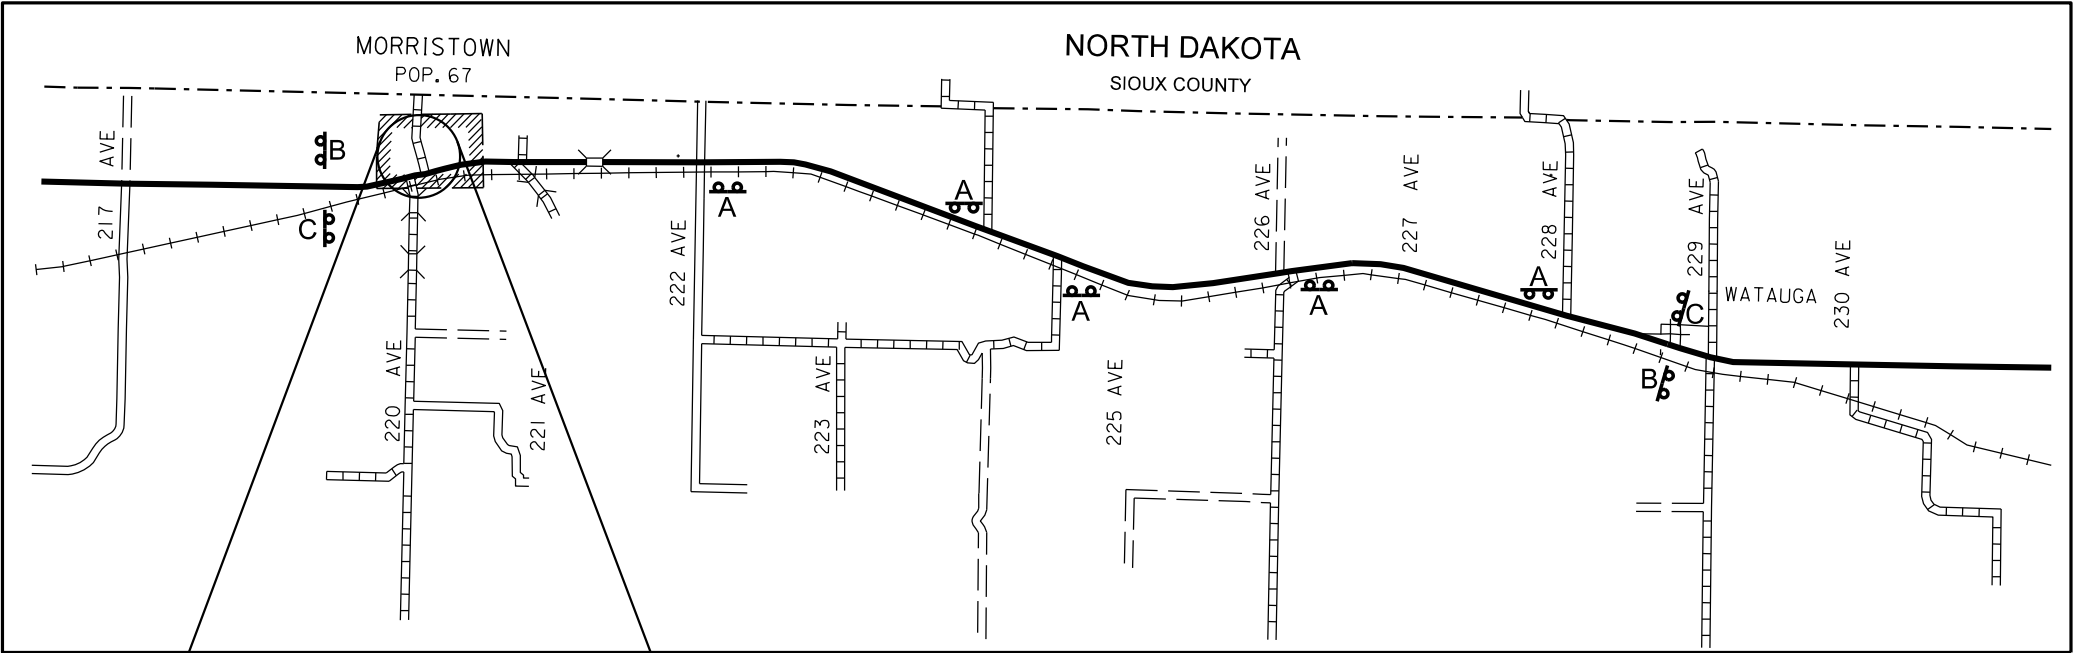 MORRISTOWN
POP. 67
NORTH DAKOTA
SIOUX COUNTY
217 AVE
B
C
220 AVE
221 AVE
222 AVE
A
223 AVE
A
A
225 AVE
226 AVE
A
227 AVE
228 AVE
A
229 AVE
C
B
WATAUGA
230 AVE